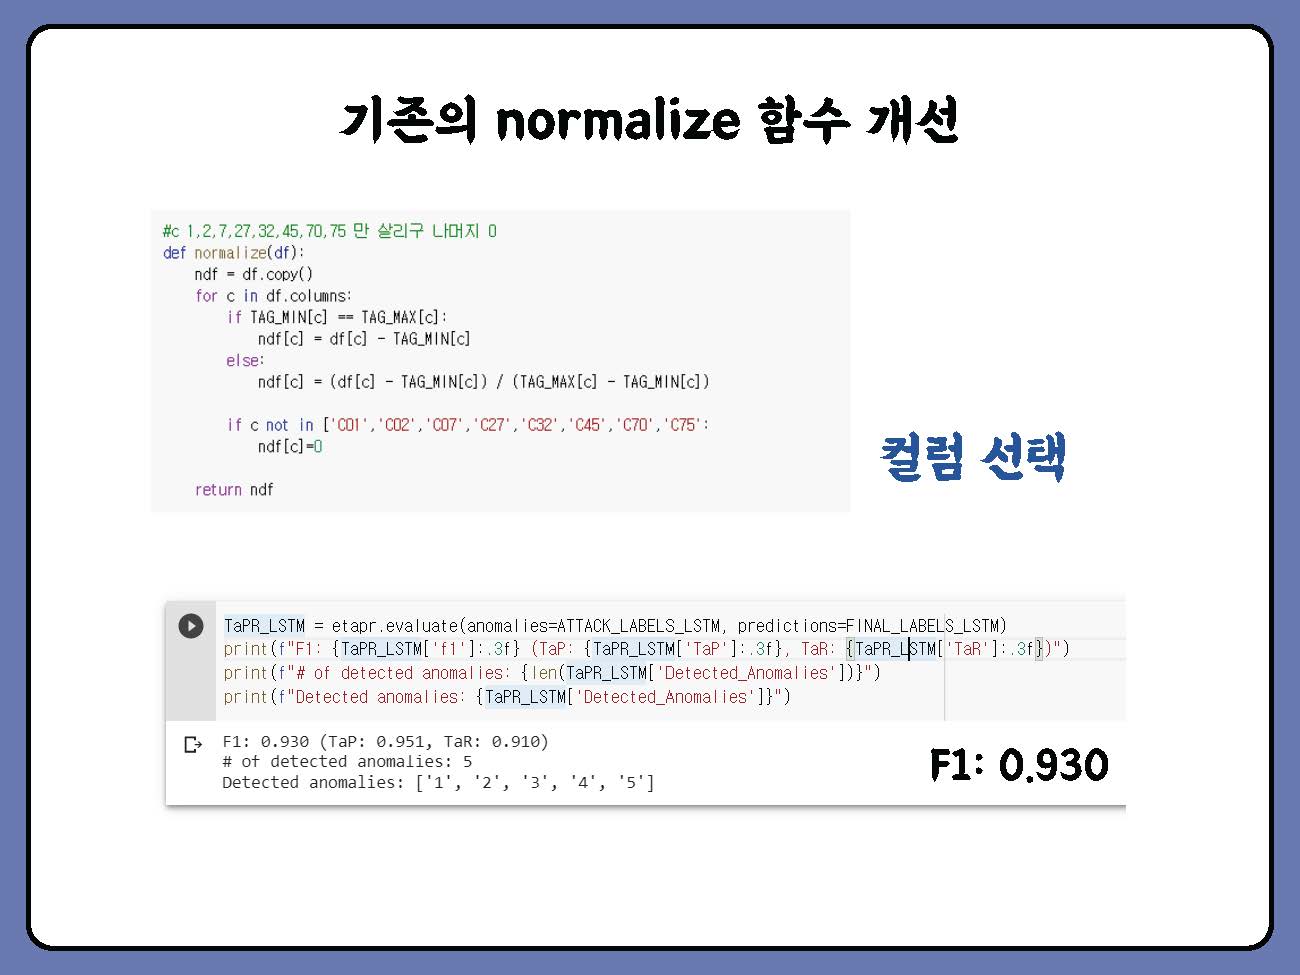 기존의 normalize 함수 개선
#c 1,2,7,27,32,45,70,75 만 살리구 나머지 0
def normalize(df):
    ndf = df.copy()
    for c in df.columns:
        if TAG_MIN[c] == TAG_MAX[c]:
            ndf[c] = df[c] - TAG_MIN[c]
        else:
            ndf[c] = (df[c] - TAG_MIN[c]) / (TAG_MAX[c] - TAG_MIN[c])
        if c not in ['C01','C02','C07','C27','C32','C45','C70','C75':
            ndf[c]=0
    return ndf
컬럼 선택
TaPR_LSTM = etapr.evaluate(anomalies=ATTACK_LABELS_LSTM, predictions=FINAL_LABELS_LSTM)
print(f"F1: {TaPR_LSTM['f1']:.3f} (TaP: {TaPR_LSTM['TaP']:.3f}, TaR: {TaPR_LSTM['TaR']:.3f})")
print(f"# of detected anomalies: {len(TaPR_LSTM['Detected_Anomalies'])}")
print(f"Detected anomalies: {TaPR_LSTM['Detected_Anomalies']}")
F1: 0.930 (TaP: 0.951, TaR: 0.910)
# of detected anomalies: 5
Detected anomalies: ['1', '2', '3', '4', '5']
F1: 0.930